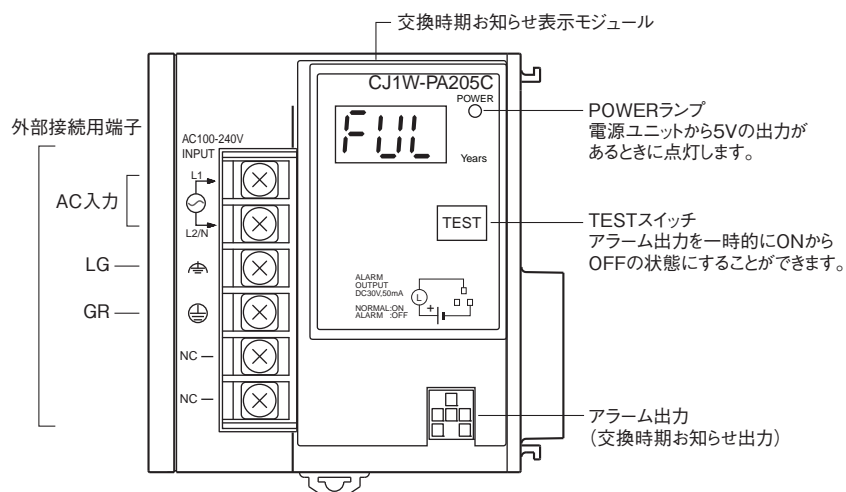 交換時期お知らせ表示モジュール
CJ1W-PA205C
POWER
FUL
Years
POWERランプ
電源ユニットから5Vの出力が
あるときに点灯します。
外部接続用端子
AC100-240V
INPUT
L1
AC入力
L2/N
TEST
TESTスイッチ
アラーム出力を一時的にONから
OFFの状態にすることができます。
LG
GR
ALARM
OUTPUT
DC30V,50mA
L
+
NORMAL:ON
ALARM :OFF
NC
NC
アラーム出力
(交換時期お知らせ出力)